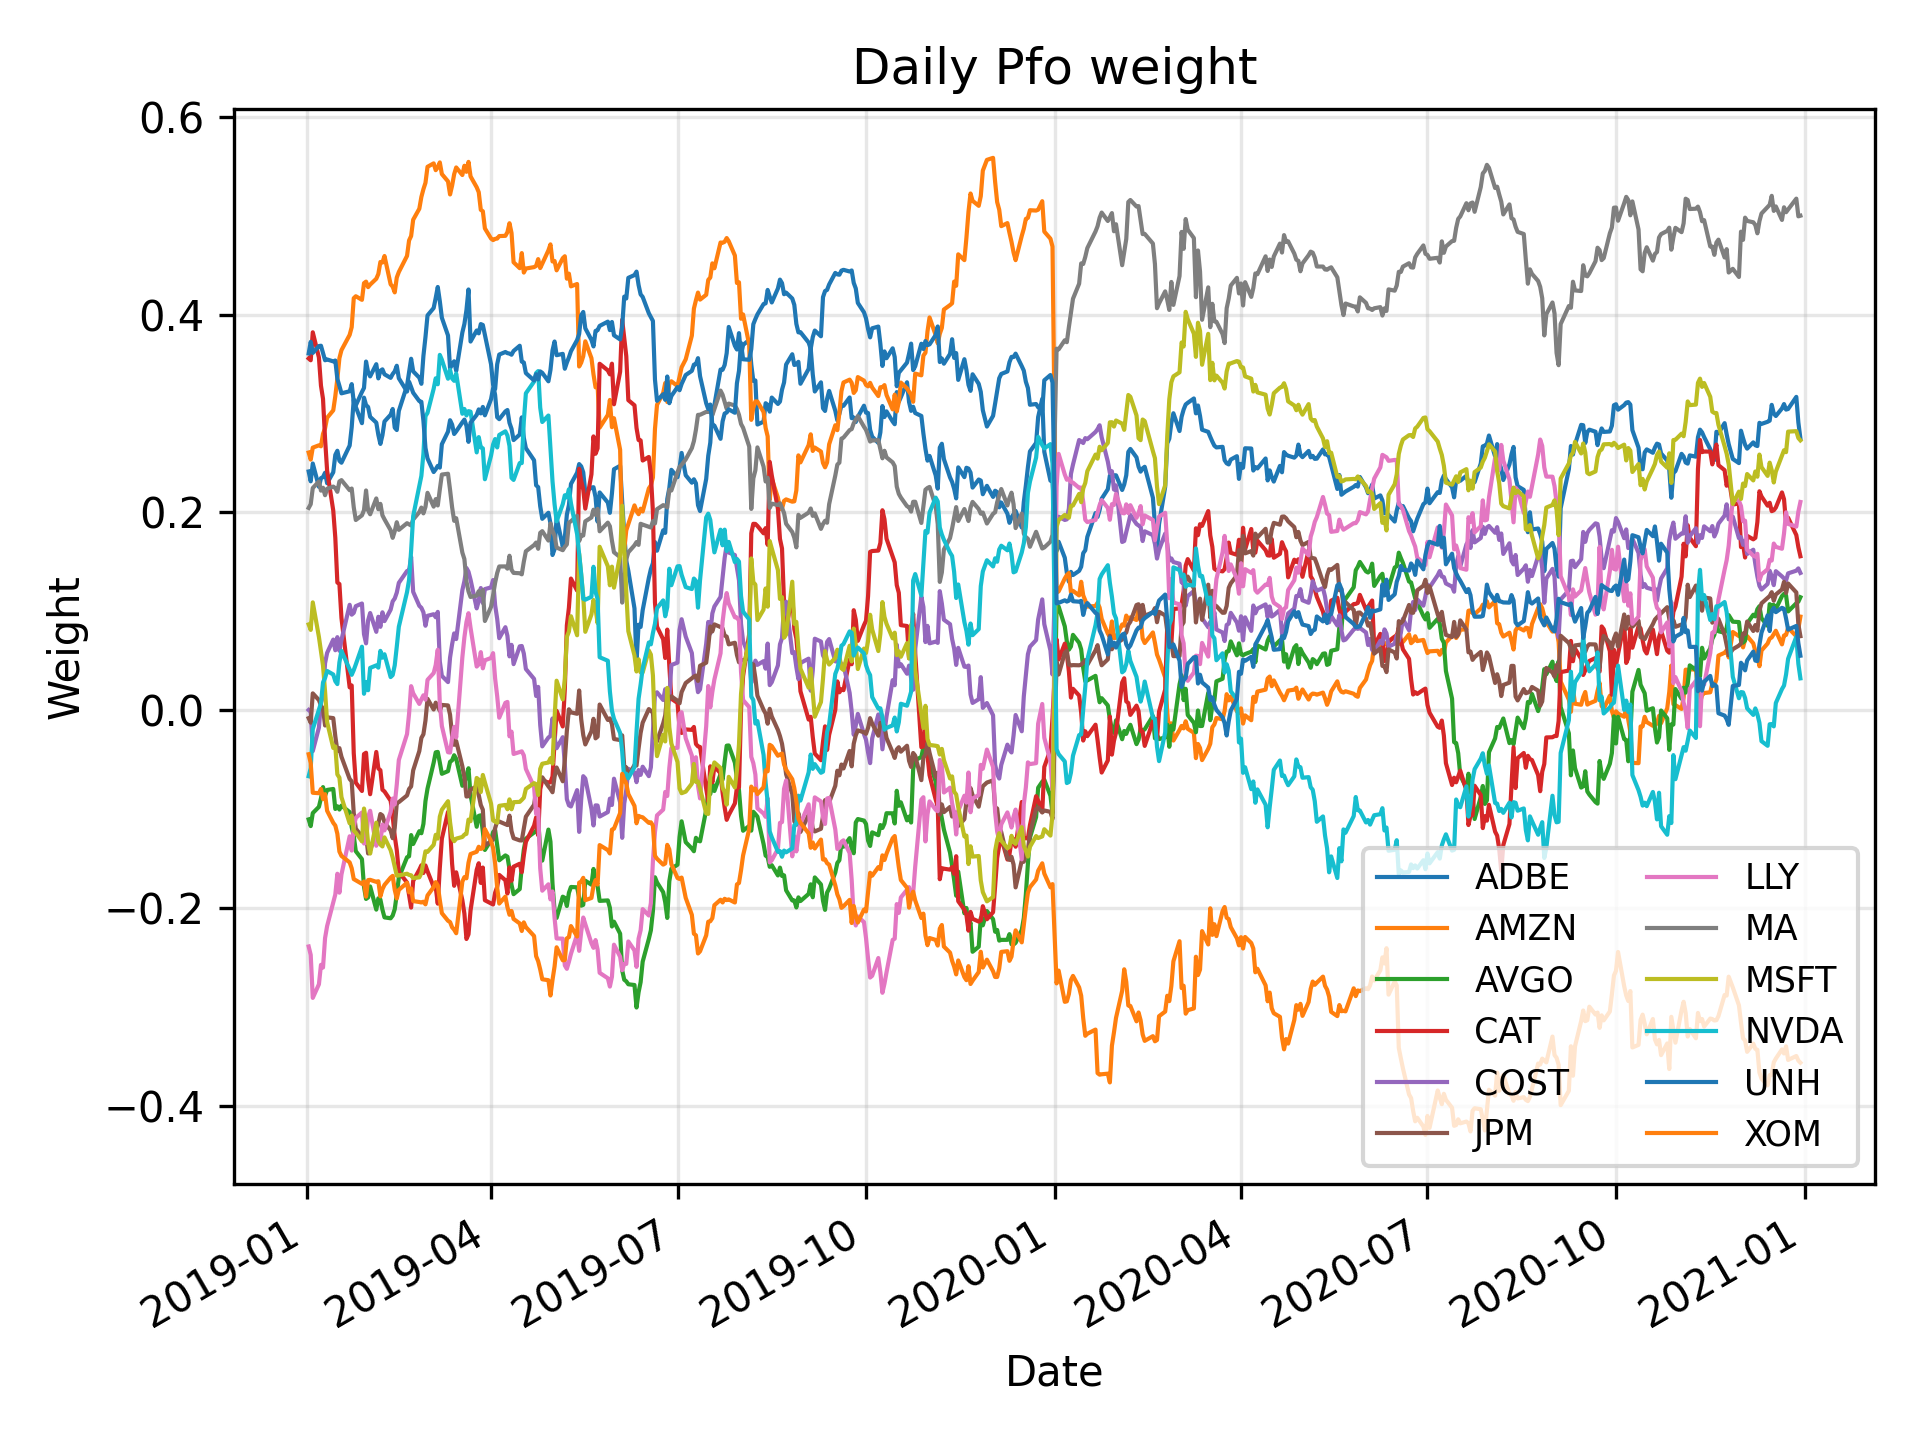 Daily Pfo weight
0.6
0.4
0.2
0.0
−0.2
−0.4
Weight
2019-01
2019-04
2019-07
2019-10
2020-01
2020-04
2020-07
2020-10
2021-01
Date
ADBE
AMZN
AVGO
CAT
COST
JPM
LLY
MA
MSFT
NVDA
UNH
XOM